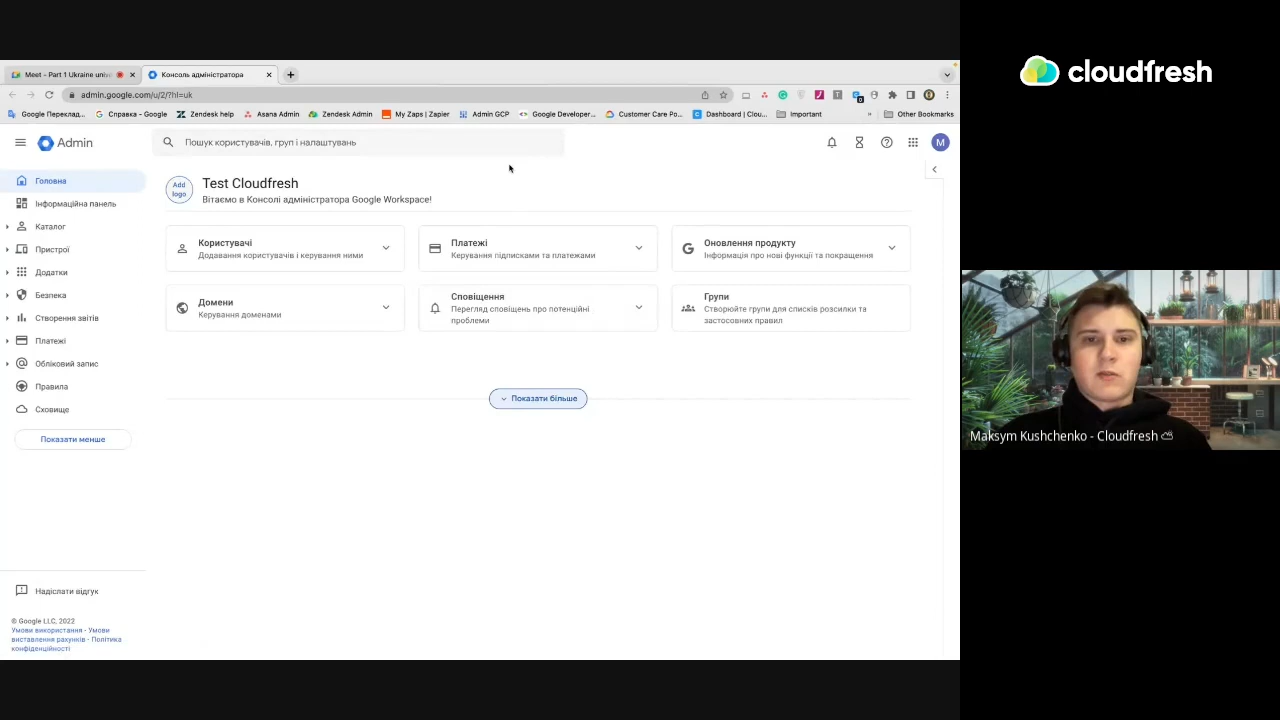 cloudfresh
Meet – Part 1 Ukraine univ
Консоль адміністратора
admin.google.com/u/2/?hl=uk
Google Переклад...
Справка – Google
Zendesk help
Asana Admin
Zendesk Admin
My Zaps | Zapier
Admin GCP
Google Developer...
Customer Care Po...
Dashboard | Clou...
Important
Other Bookmarks
Admin
Пошук користувачів, груп і налаштувань
M
Головна
Інформаційна панель
Каталог
Пристрої
Додатки
Безпека
Створення звітів
Платежі
Обліковий запис
Правила
Сховище
Показати менше
Add
logo
Test Cloudfresh
Вітаємо в Консолі адміністратора Google Workspace!
Користувачі
Додавання користувачів і керування ними
Платежі
Керування підписками та платежами
Оновлення продукту
Інформація про нові функції та покращення
Домени
Керування доменами
Сповіщення
Перегляд сповіщень про потенційні
проблеми
Групи
Створюйте групи для списків розсилки та
застосовних правил
Показати більше
Maksym Kushchenko - Cloudfresh
Надіслати відгук
© Google LLC, 2022
Умови використання - Умови
виставлення рахунків - Політика
конфіденційності